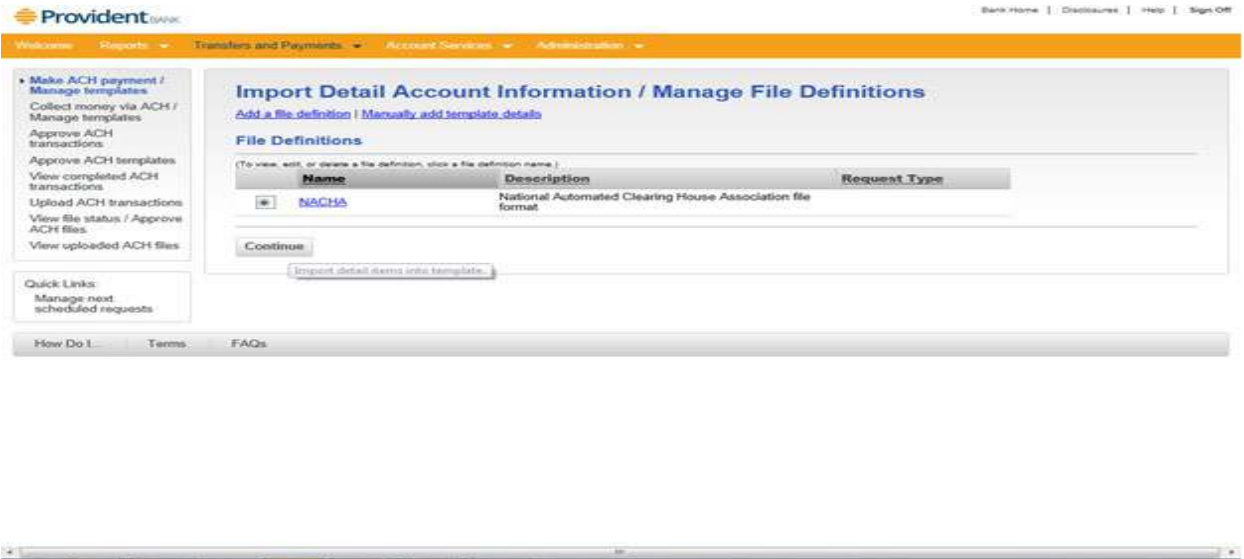 Provident BANK
Bank Home | Disclosures | Help | Sign Off
Welcome Reports Transfers and Payments Account Services Administration
Make ACH payment /
Manage templates
Collect money via ACH /
Manage templates
Approve ACH
transactions
Approve ACH templates
View completed ACH
transactions
Upload ACH transactions
View file status / Approve
ACH files
View uploaded ACH files
Quick Links:
Manage next
scheduled requests
Import Detail Account Information / Manage File Definitions
Add a file definition | Manually add template details
File Definitions
(To view, edit, or delete a file definition, click a file definition name.)
Name Description Request Type
NACHA National Automated Clearing House Association file
format
Continue
Import detail items into template.
How Do I... Terms FAQs